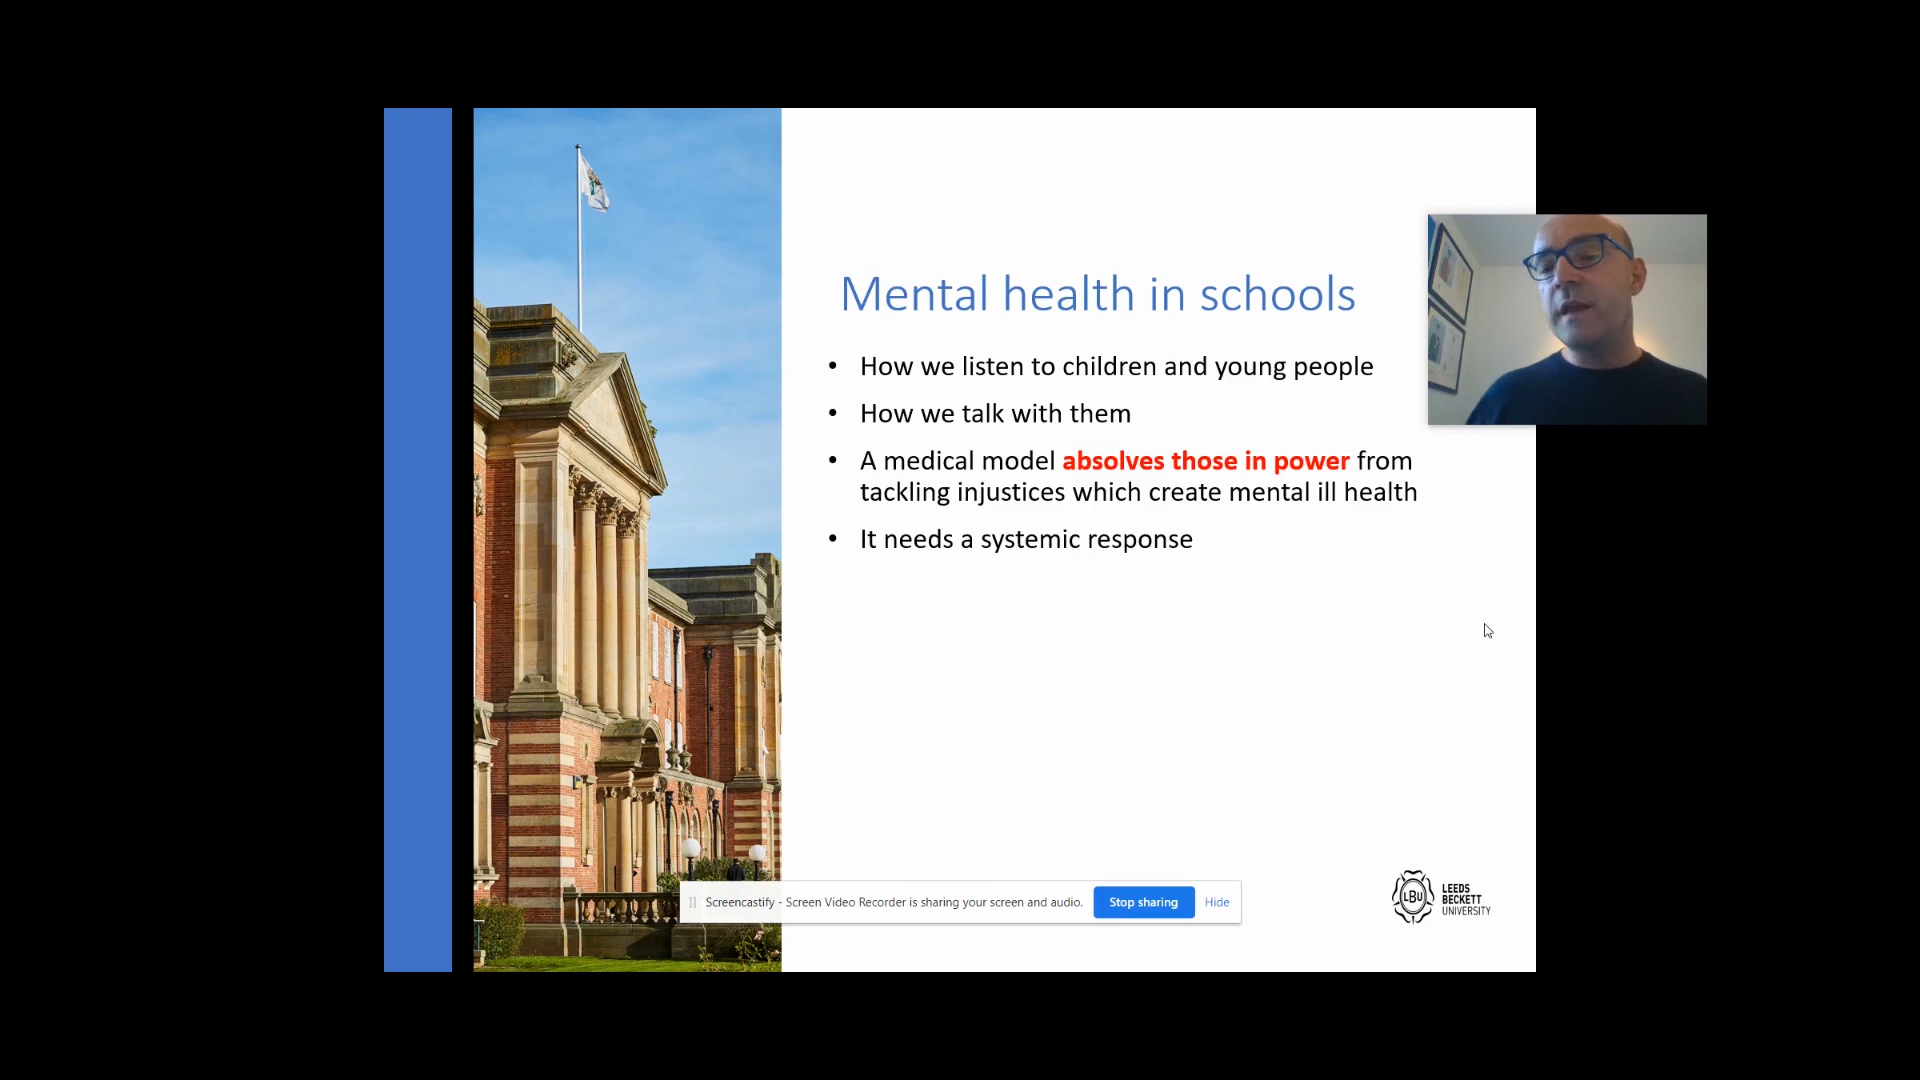 Mental health in schools
• How we listen to children and young people
• How we talk with them
• A medical model absolves those in power from
tackling injustices which create mental ill health
• It needs a systemic response
Screencastify - Screen Video Recorder is sharing your screen and audio.
Stop sharing
Hide
LBU
LEEDS
BECKETT
UNIVERSITY